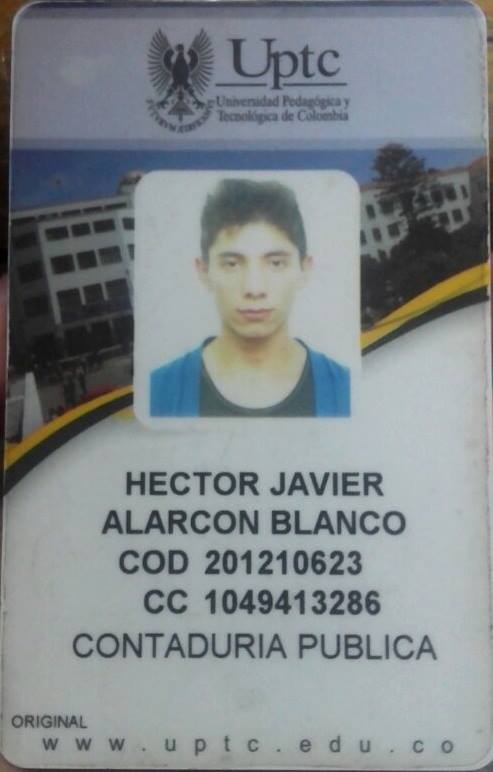 Uptc
Universidad Pedagógica y
Tecnológica de Colombia
HECTOR JAVIER
ALARCON BLANCO
COD 201210623
CC 1049413286
CONTADURIA PUBLICA
ORIGINAL
www.uptc.edu.co